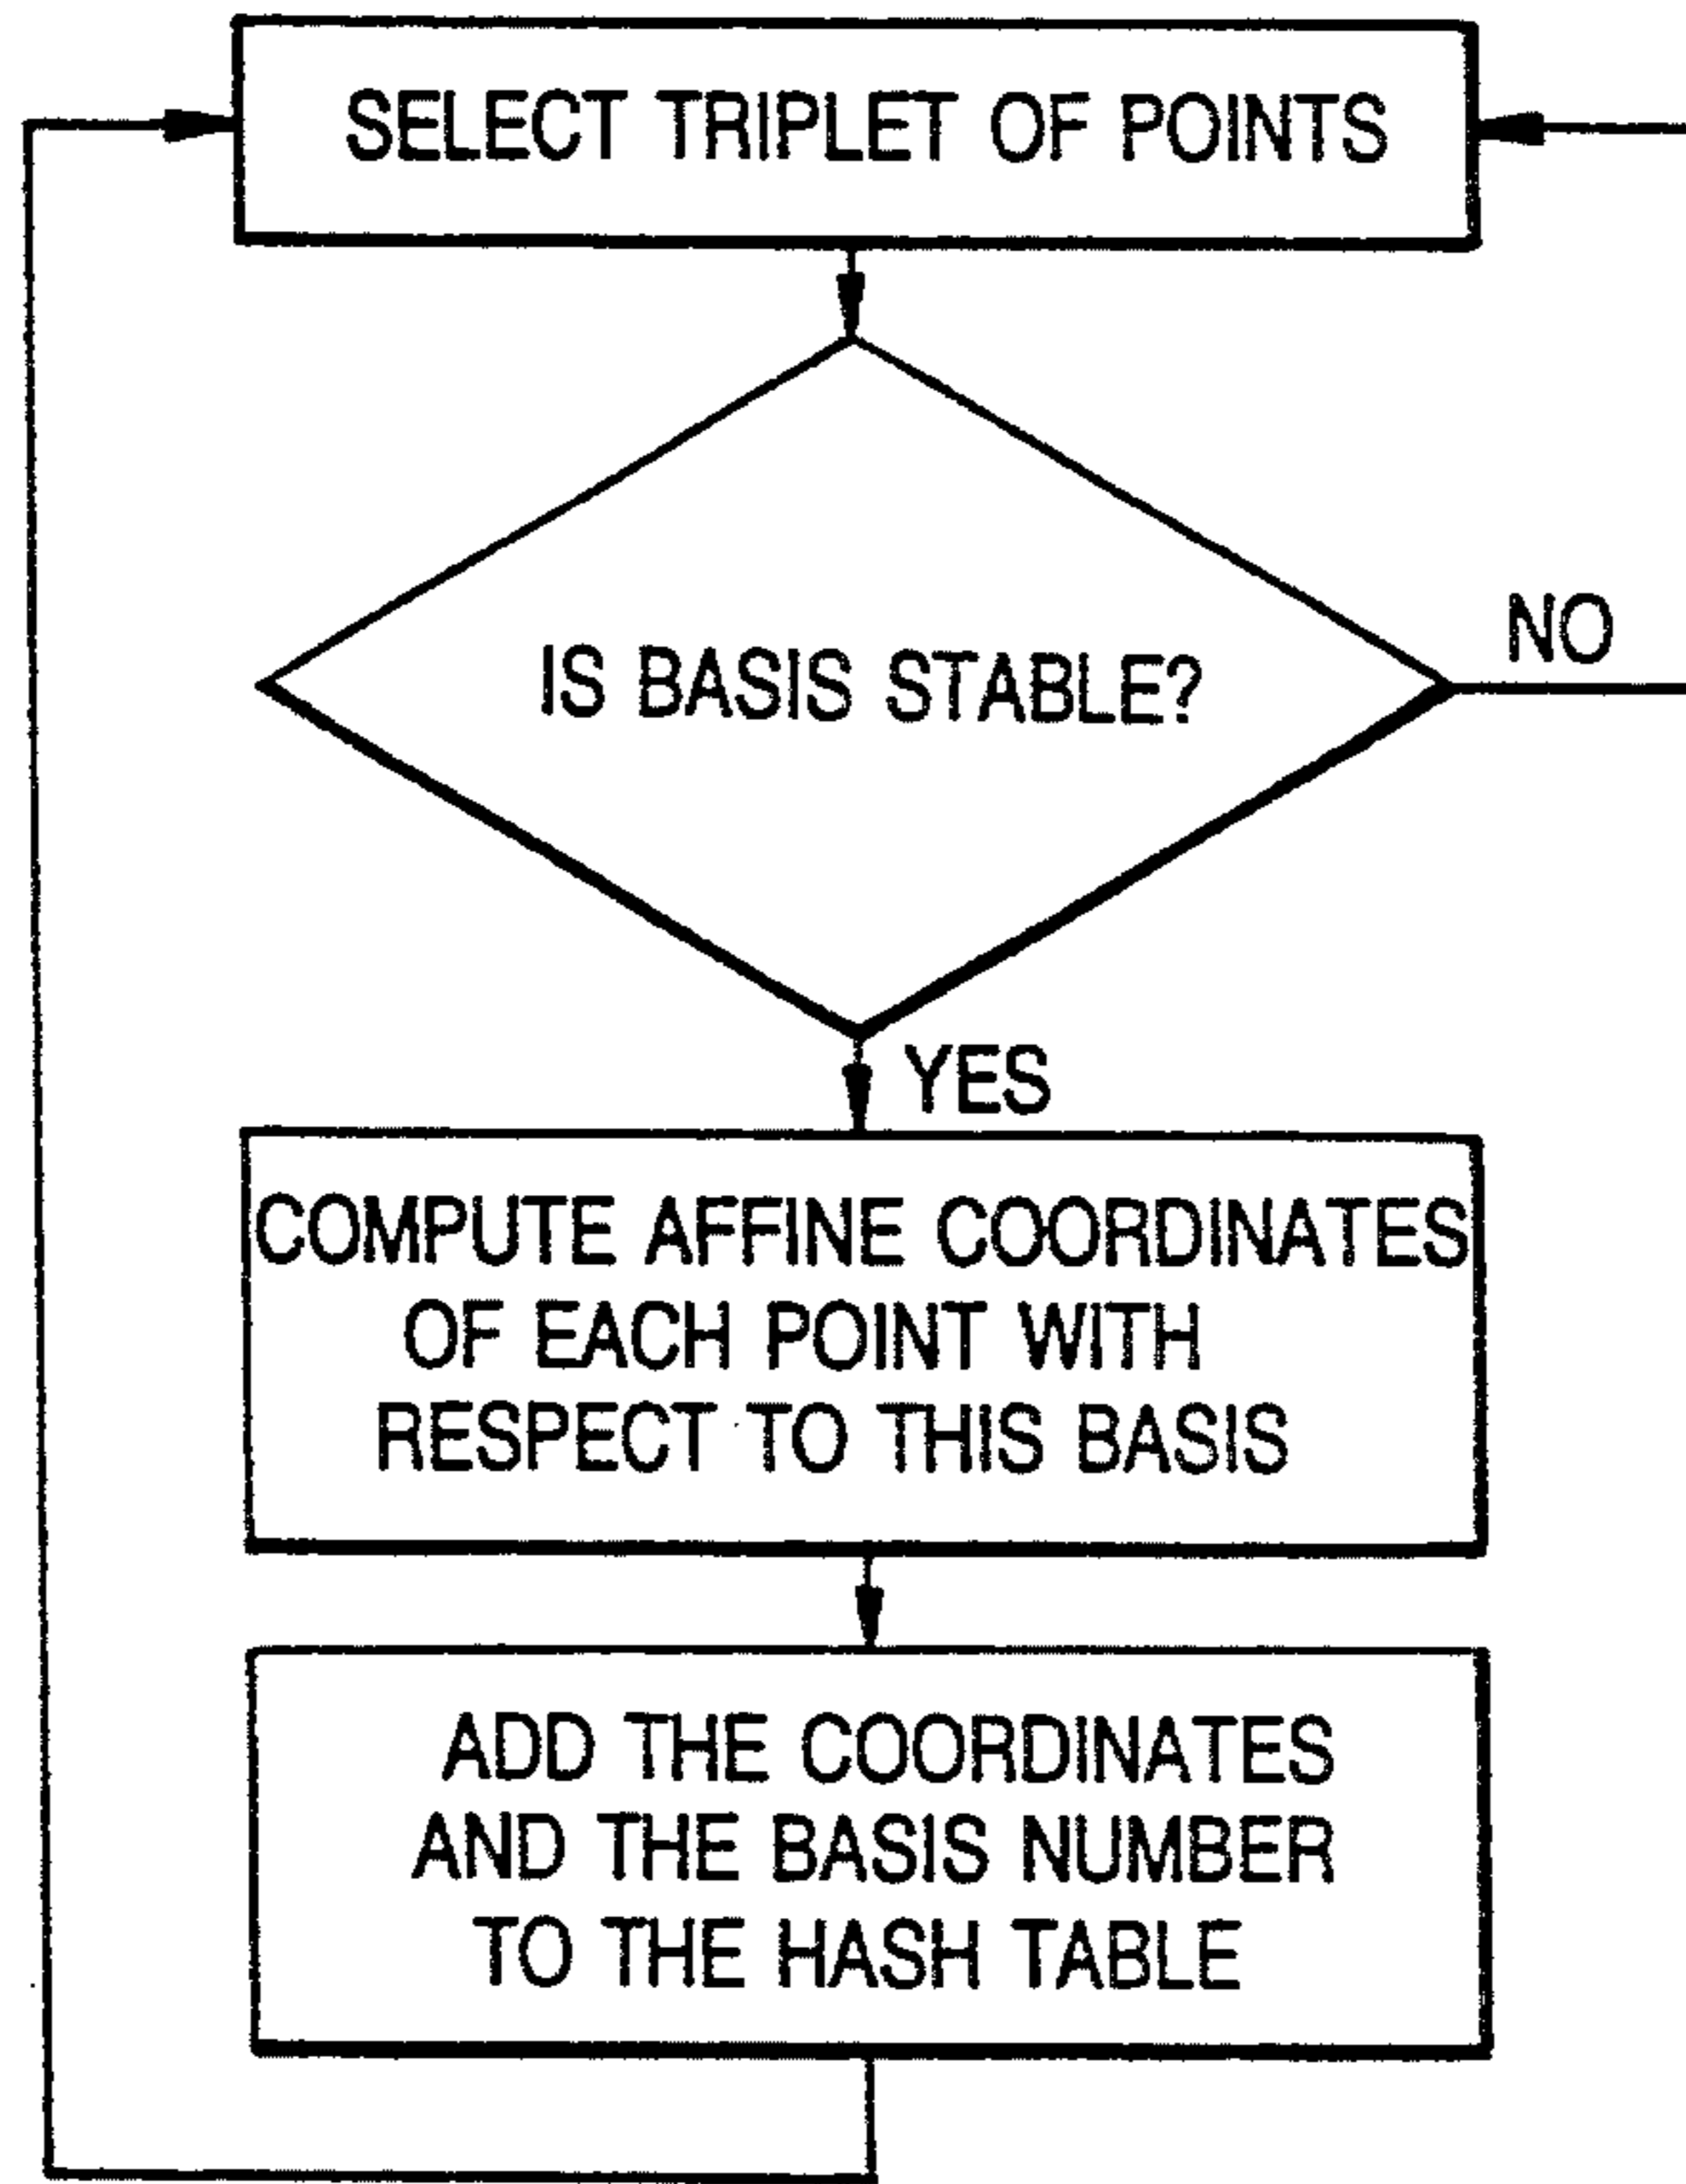 SELECT TRIPLET OF POINTS
IS BASIS STABLE?
NO
YES
COMPUTE AFFINE COORDINATES
OF EACH POINT WITH
RESPECT TO THIS BASIS
ADD THE COORDINATES
AND THE BASIS NUMBER
TO THE HASH TABLE